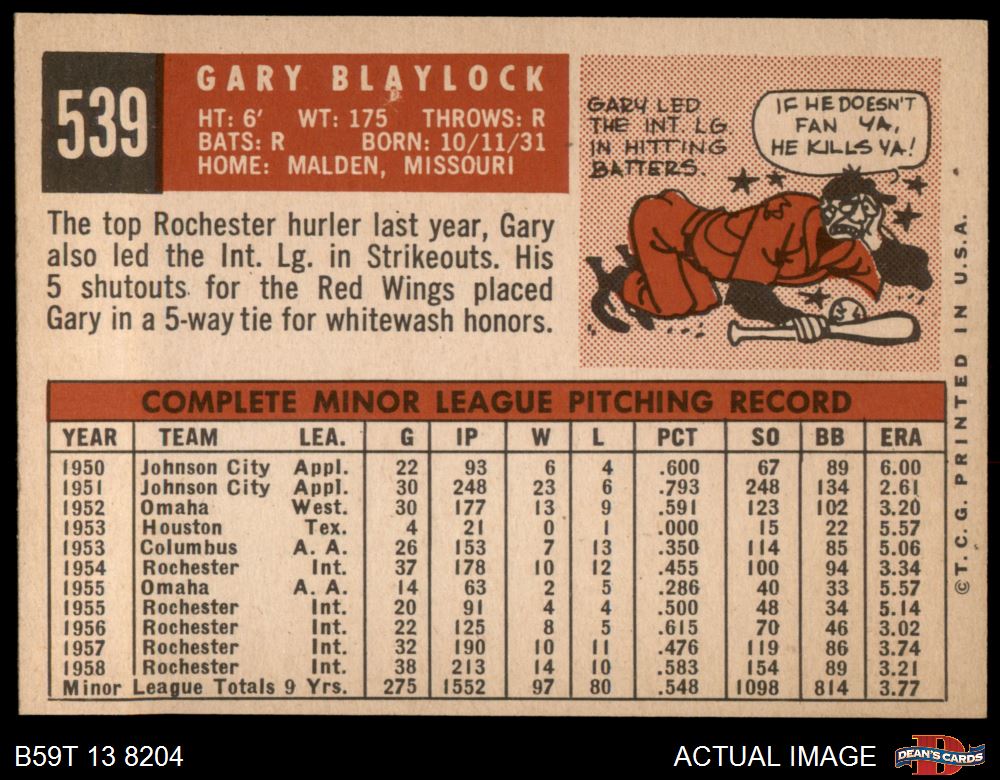 539
GARY BLAYLOCK
HT: 6' WT: 175 THROWS: R
BATS: R BORN: 10/11/31
HOME: MALDEN, MISSOURI
The top Rochester hurler last year, Gary
also led the Int. Lg. in Strikeouts. His
5 shutouts for the Red Wings placed
Gary in a 5-way tie for whitewash honors.
GARY LED
THE INT LG.
IN HITTING
BATTERS.
IF HE DOESN'T
FAN YA,
HE KILLS YA!
COMPLETE MINOR LEAGUE PITCHING RECORD
YEAR TEAM LEA. G IP W L PCT SO BB ERA
1950 Johnson City Appl. 22 93 6 4 .600 67 89 6.00
1951 Johnson City Appl. 30 248 23 6 .793 248 134 2.61
1952 Omaha West. 30 177 13 9 .591 123 102 3.20
1953 Houston Tex. 4 21 0 1 .000 15 22 5.57
1953 Columbus A. A. 26 153 7 13 .350 114 85 5.06
1954 Rochester Int. 37 178 10 12 .455 100 94 3.34
1955 Omaha A. A. 14 63 2 5 .286 40 33 5.57
1955 Rochester Int. 20 91 4 4 .500 48 34 5.14
1956 Rochester Int. 22 125 8 5 .615 70 46 3.02
1957 Rochester Int. 32 190 10 11 .476 119 86 3.74
1958 Rochester Int. 38 213 14 10 .583 154 89 3.21
Minor League Totals 9 Yrs. 275 1552 97 80 .548 1098 814 3.77
©T. C. G. PRINTED IN U.S.A.
B59T 13 8204
ACTUAL IMAGE
DEAN'S CARDS